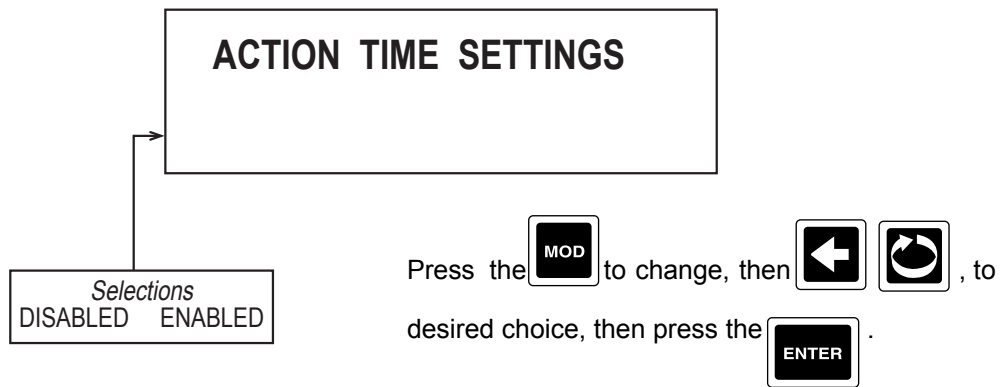 ACTION TIME SETTINGS
Selections
DISABLED ENABLED
Press the MOD to change, then , to
desired choice, then press the ENTER .